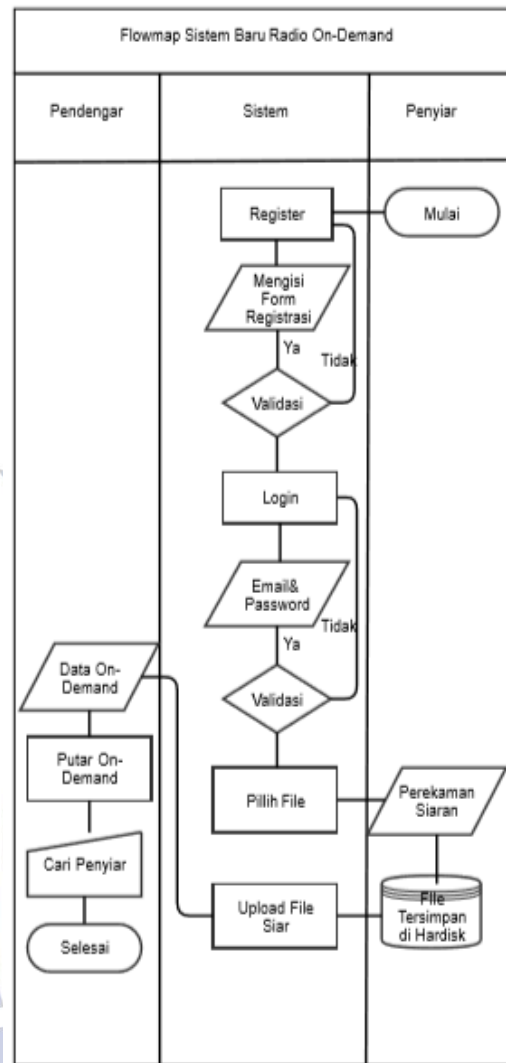 Flowmap Sistem Baru Radio On-Demand
Pendengar
Sistem
Penyiar
Register
Mulai
Mengisi
Form
Registrasi
Ya
Tidak
Validasi
Login
Email&
Password
Ya
Tidak
Validasi
Data On-
Demand
Putar On-
Demand
Cari Penyiar
Selesai
Pillih File
Perekaman
Siaran
Upload File
Siar
FIle
Tersimpan
di Hardisk